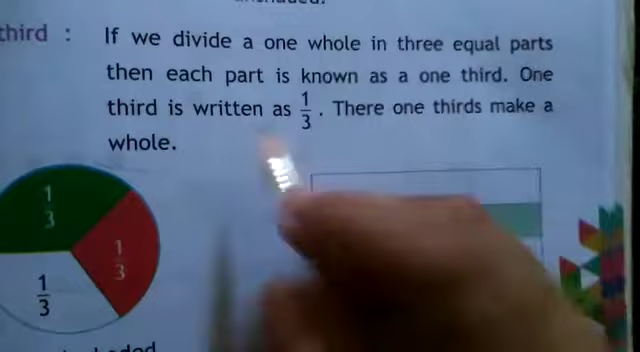 third :
If we divide a one whole in three equal parts
then each part is known as a one third. One
third is written as 1/3 . There one thirds make a
whole.
1/3
1/3
1/3